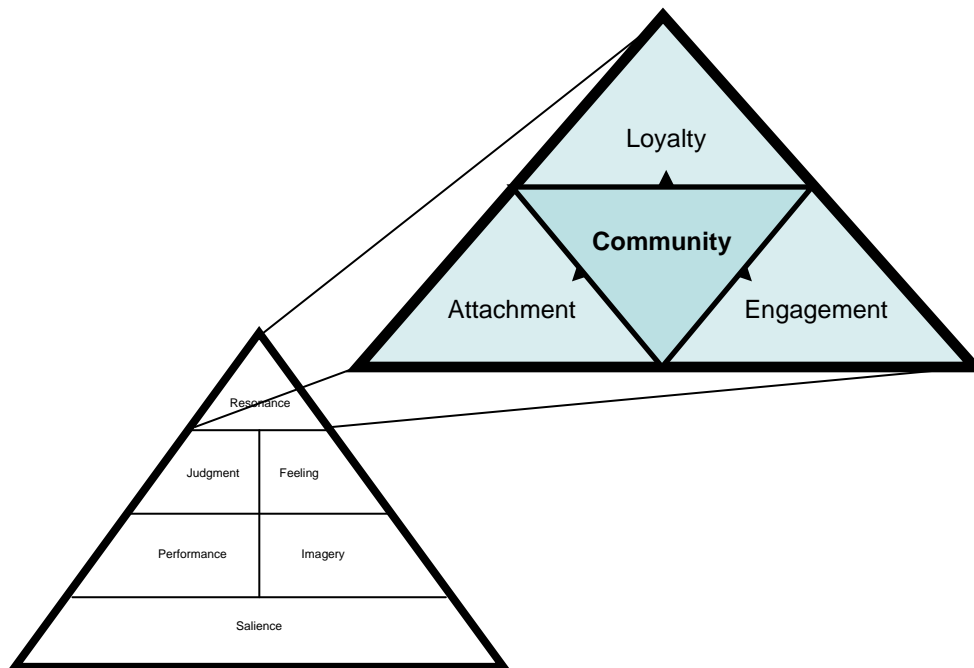 Loyalty
Community
Attachment
Engagement
Resonance
Judgment
Feeling
Performance
Imagery
Salience